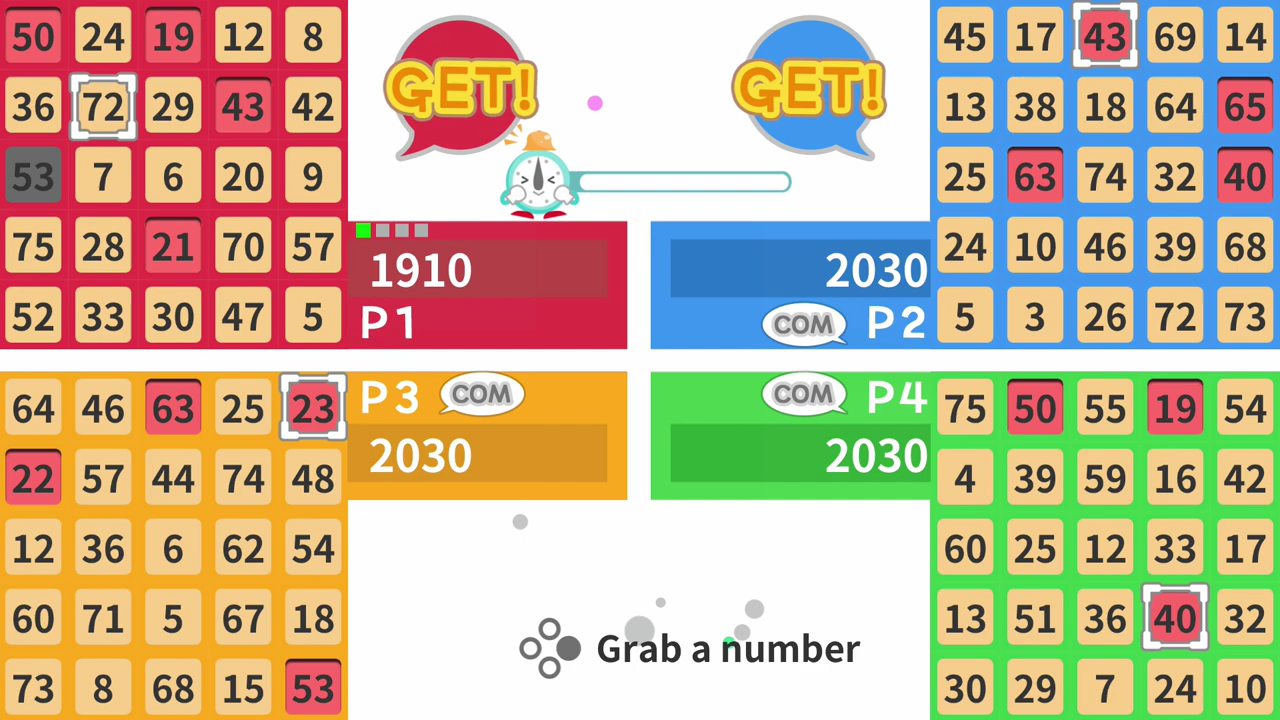 50 24 19 12 8
36 72 29 43 42
53 7 6 20 9
75 28 21 70 57
52 33 30 47 5
GET!
GET!
1910
P1
2030
COM P2
45 17 43 69 14
13 38 18 64 65
25 63 74 32 40
24 10 46 39 68
5 3 26 72 73
64 46 63 25 23
22 57 44 74 48
12 36 6 62 54
60 71 5 67 18
73 8 68 15 53
P3 COM
2030
COM P4
2030
75 50 55 19 54
4 39 59 16 42
60 25 12 33 17
13 51 36 40 32
30 29 7 24 10
Grab a number